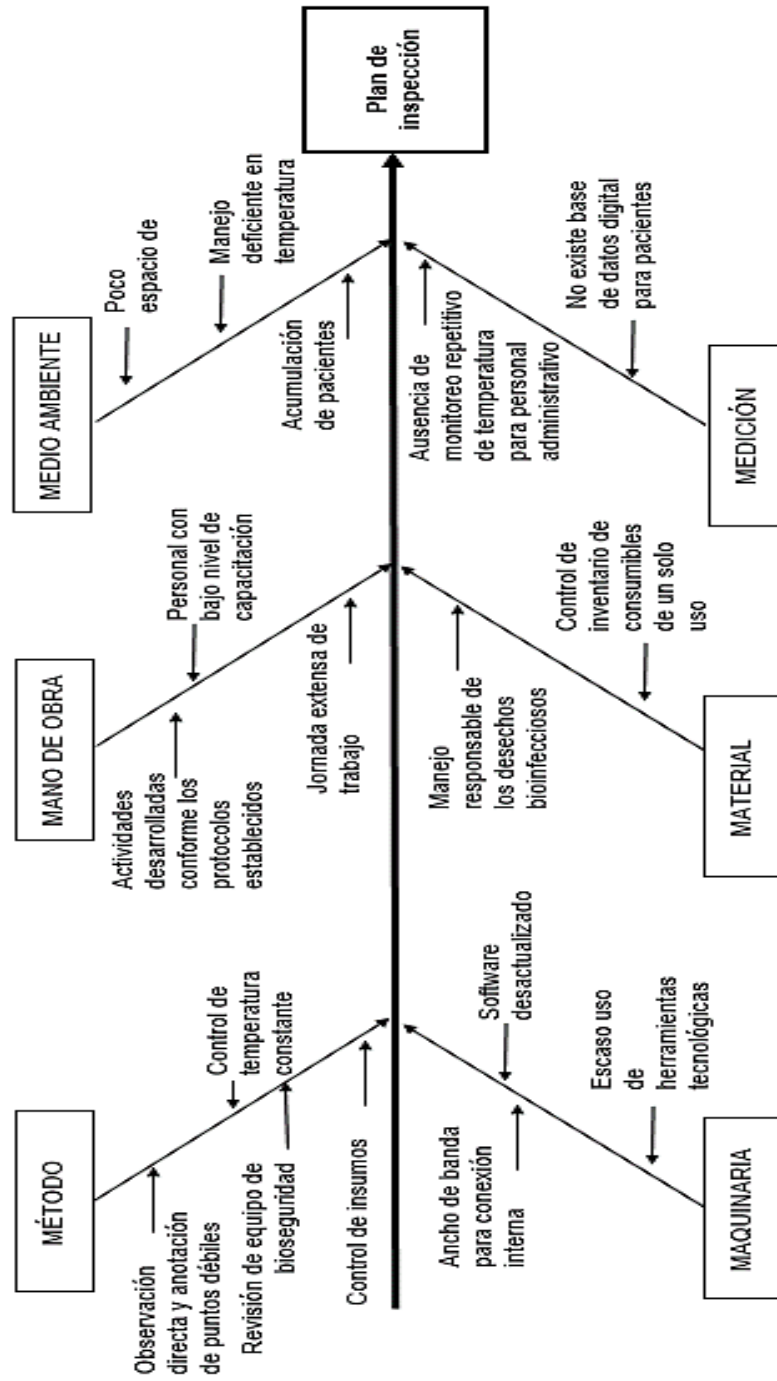 MÉTODO
Observación
directa y anotación
de puntos débiles
Control de
temperatura
constante
Revisión de equipo de
bioseguridad
Control de insumos
MANO DE OBRA
Actividades
desarrolladas
conforme los
protocolos
establecidos
Personal con
bajo nivel de
capacitación
Jornada extensa de
trabajo
MEDIO AMBIENTE
Poco
espacio de
Manejo
deficiente en
temperatura
Acumulación
de pacientes
Plan de
inspección
MAQUINARIA
Ancho de banda
para conexión
interna
Software
desactualizado
Escaso uso
de
herramientas
tecnológicas
MATERIAL
Manejo
responsable de
los desechos
bioinfecciosos
Control de
inventario de
consumibles
de un solo
uso
MEDICIÓN
Ausencia de
monitoreo repetitivo
de temperatura
para personal
administrativo
No existe base
de datos digital
para pacientes